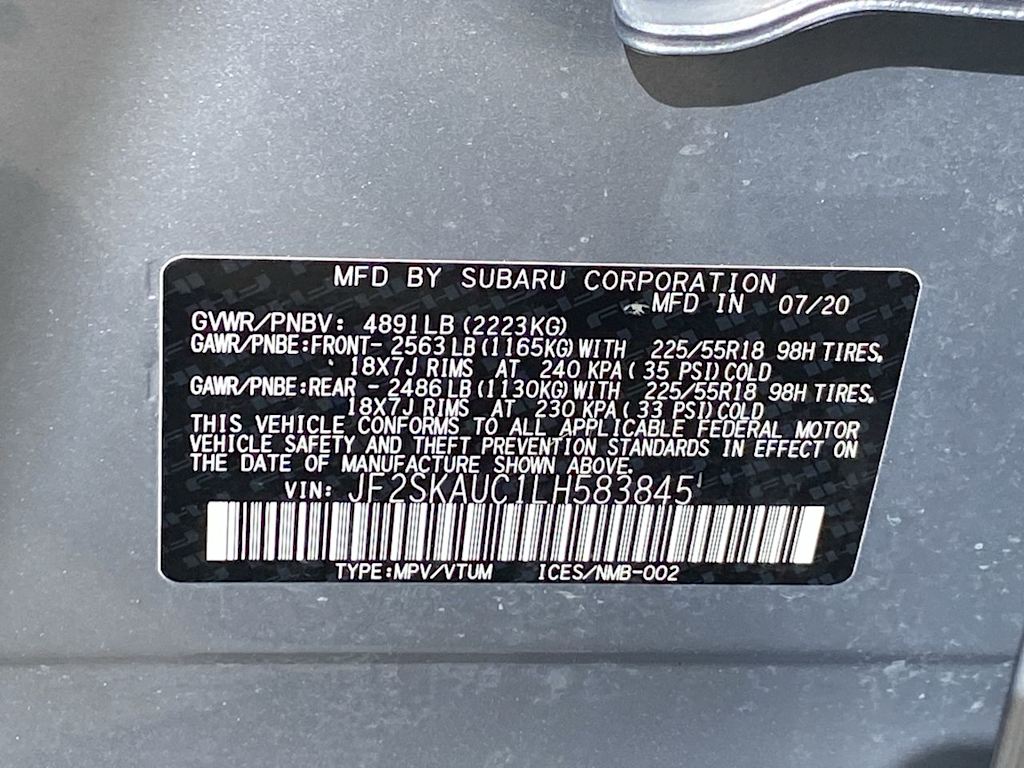 MFD BY SUBARU CORPORATION
MFD IN 07/20
GVWR/PNBV: 4891LB (2223KG)
GAWR/PNBE:FRONT- 2563 LB (1165KG) WITH 225/55R18 98H TIRES,
18X7J RIMS AT 240 KPA ( 35 PSI) COLD
GAWR/PNBE:REAR - 2486 LB (1130KG) WITH 225/55R18 98H TIRES,
18X7J RIMS AT 230 KPA ( 33 PSI) COLD
THIS VEHICLE CONFORMS TO ALL APPLICABLE FEDERAL MOTOR
VEHICLE SAFETY AND THEFT PREVENTION STANDARDS IN EFFECT ON
THE DATE OF MANUFACTURE SHOWN ABOVE.
VIN: JF2SKAUC1LH583845
TYPE:MPV/VTUM ICES/NMB-002